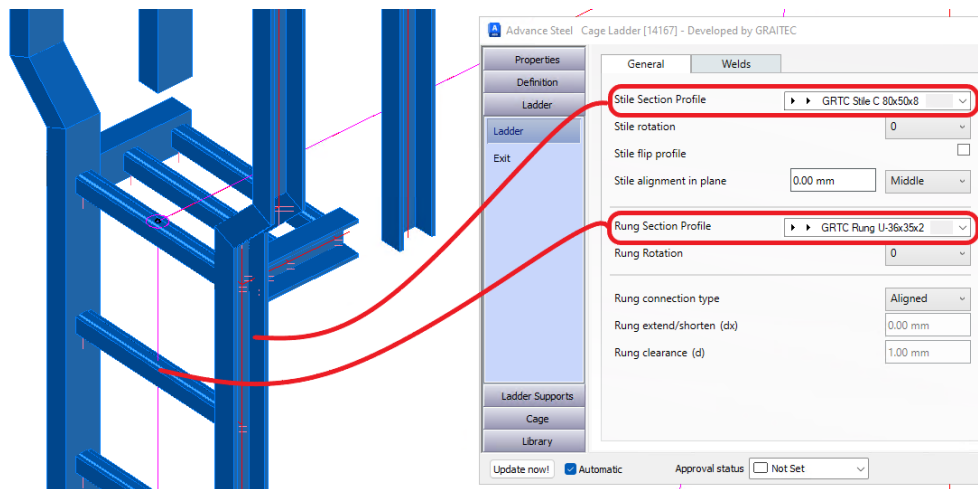 Advance Steel   Cage Ladder [14167] - Developed by GRAITEC
Properties
Definition
Ladder
Ladder
Exit
Ladder Supports
Cage
Library
General
Welds
Stile Section Profile
GRTC Stile C 80x50x8
Stile rotation
0
Stile flip profile
Stile alignment in plane
0.00 mm
Middle
Rung Section Profile
GRTC Rung U-36x35x2
Rung Rotation
0
Rung connection type
Aligned
Rung extend/shorten (dx)
0.00 mm
Rung clearance (d)
1.00 mm
Update now!
Automatic
Approval status
Not Set